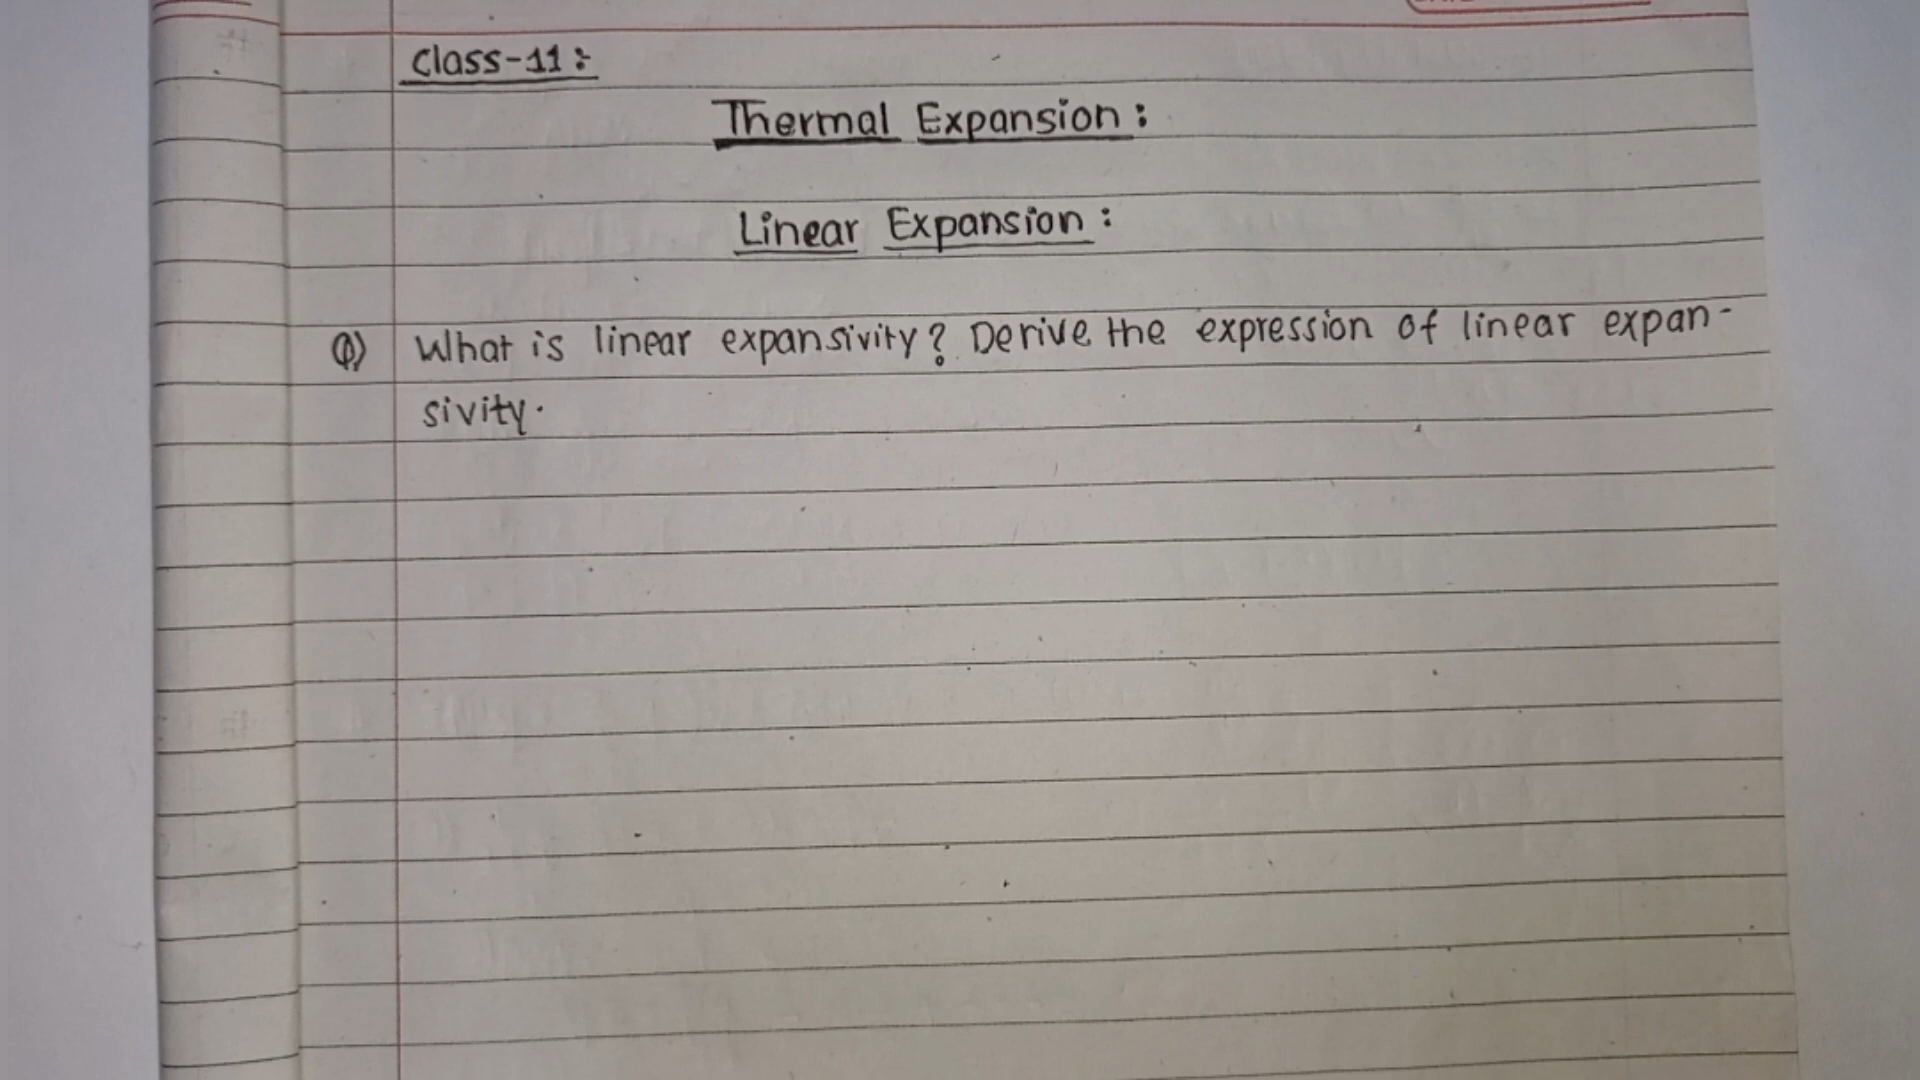 Class-11:
Thermal Expansion:
Linear Expansion:
Q) What is linear expansivity? Derive the expression of linear expan-
sivity.